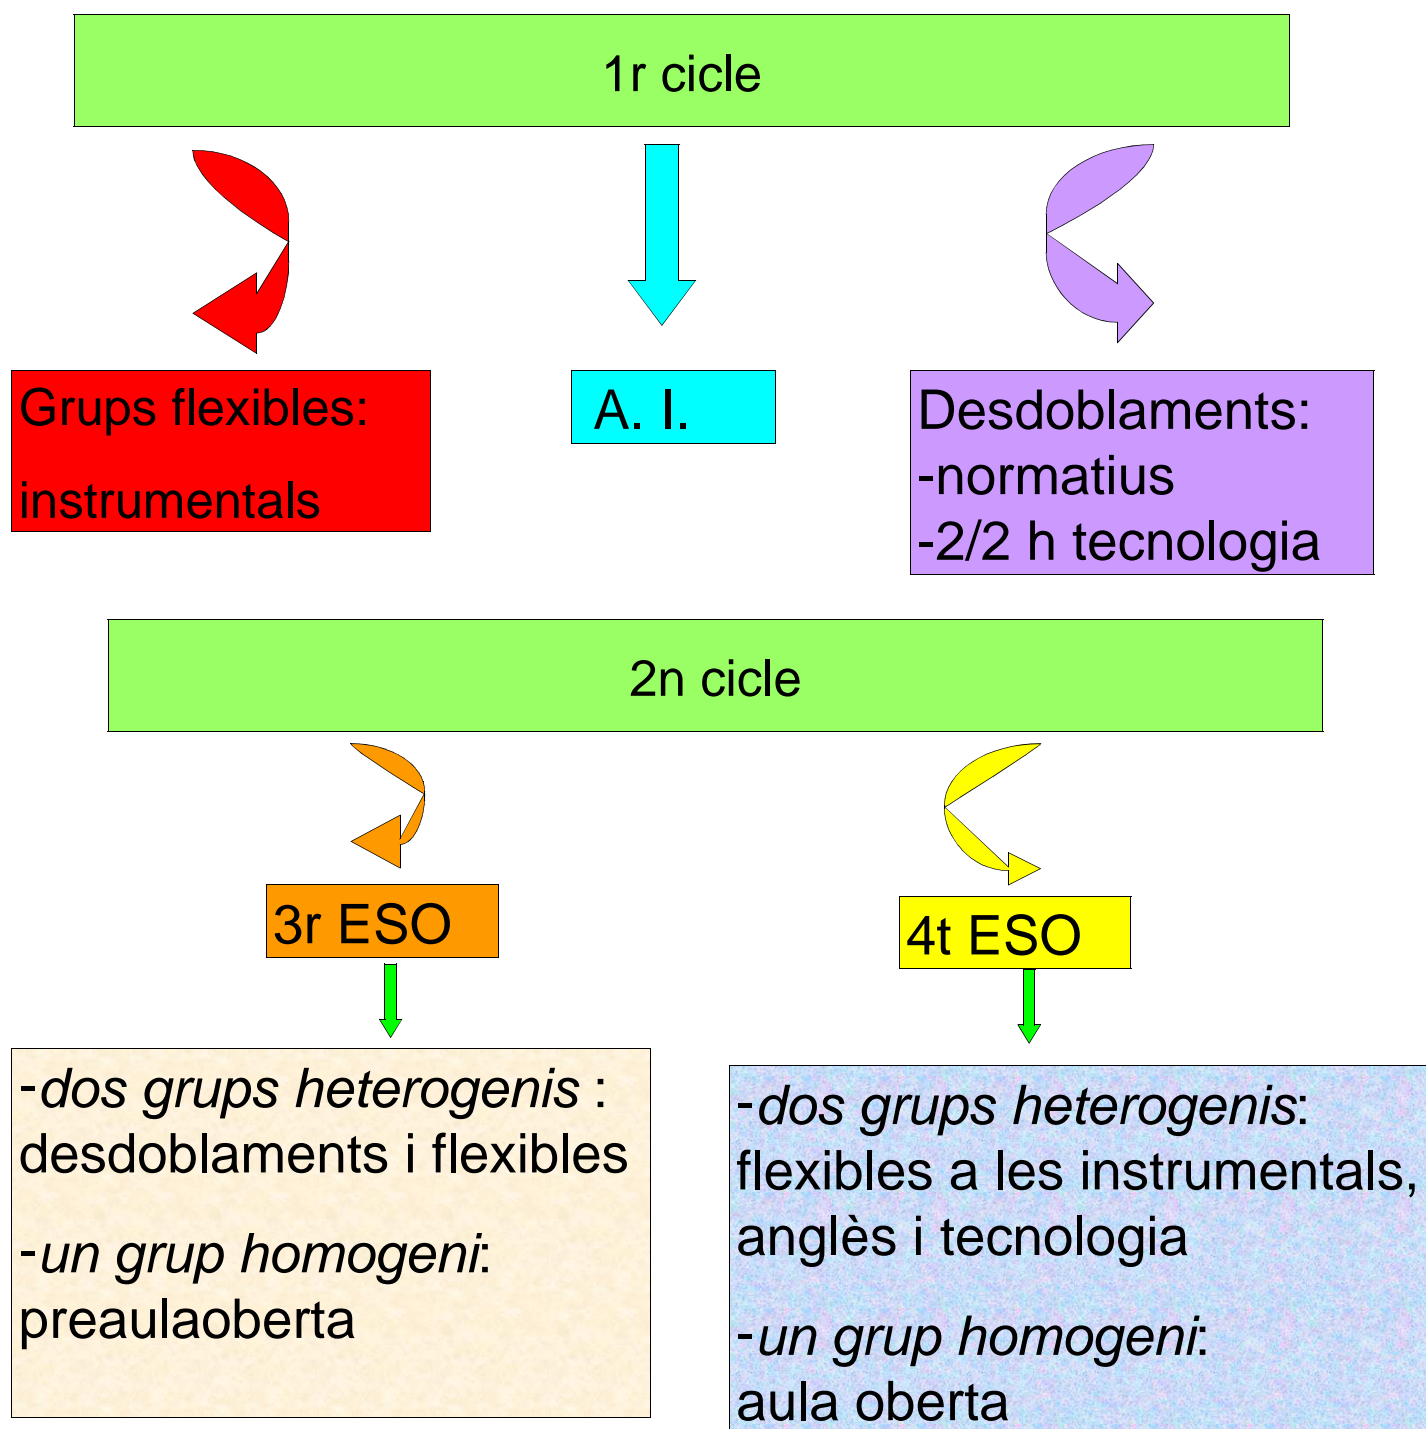 1r cicle
Grups flexibles:
instrumentals
A. I.
Desdoblaments:
-normatius
-2/2 h tecnologia
2n cicle
3r ESO
4t ESO
-dos grups heterogenis :
desdoblaments i flexibles
-un grup homogeni:
preaulaoberta
-dos grups heterogenis:
flexibles a les instrumentals,
anglès i tecnologia
-un grup homogeni:
aula oberta